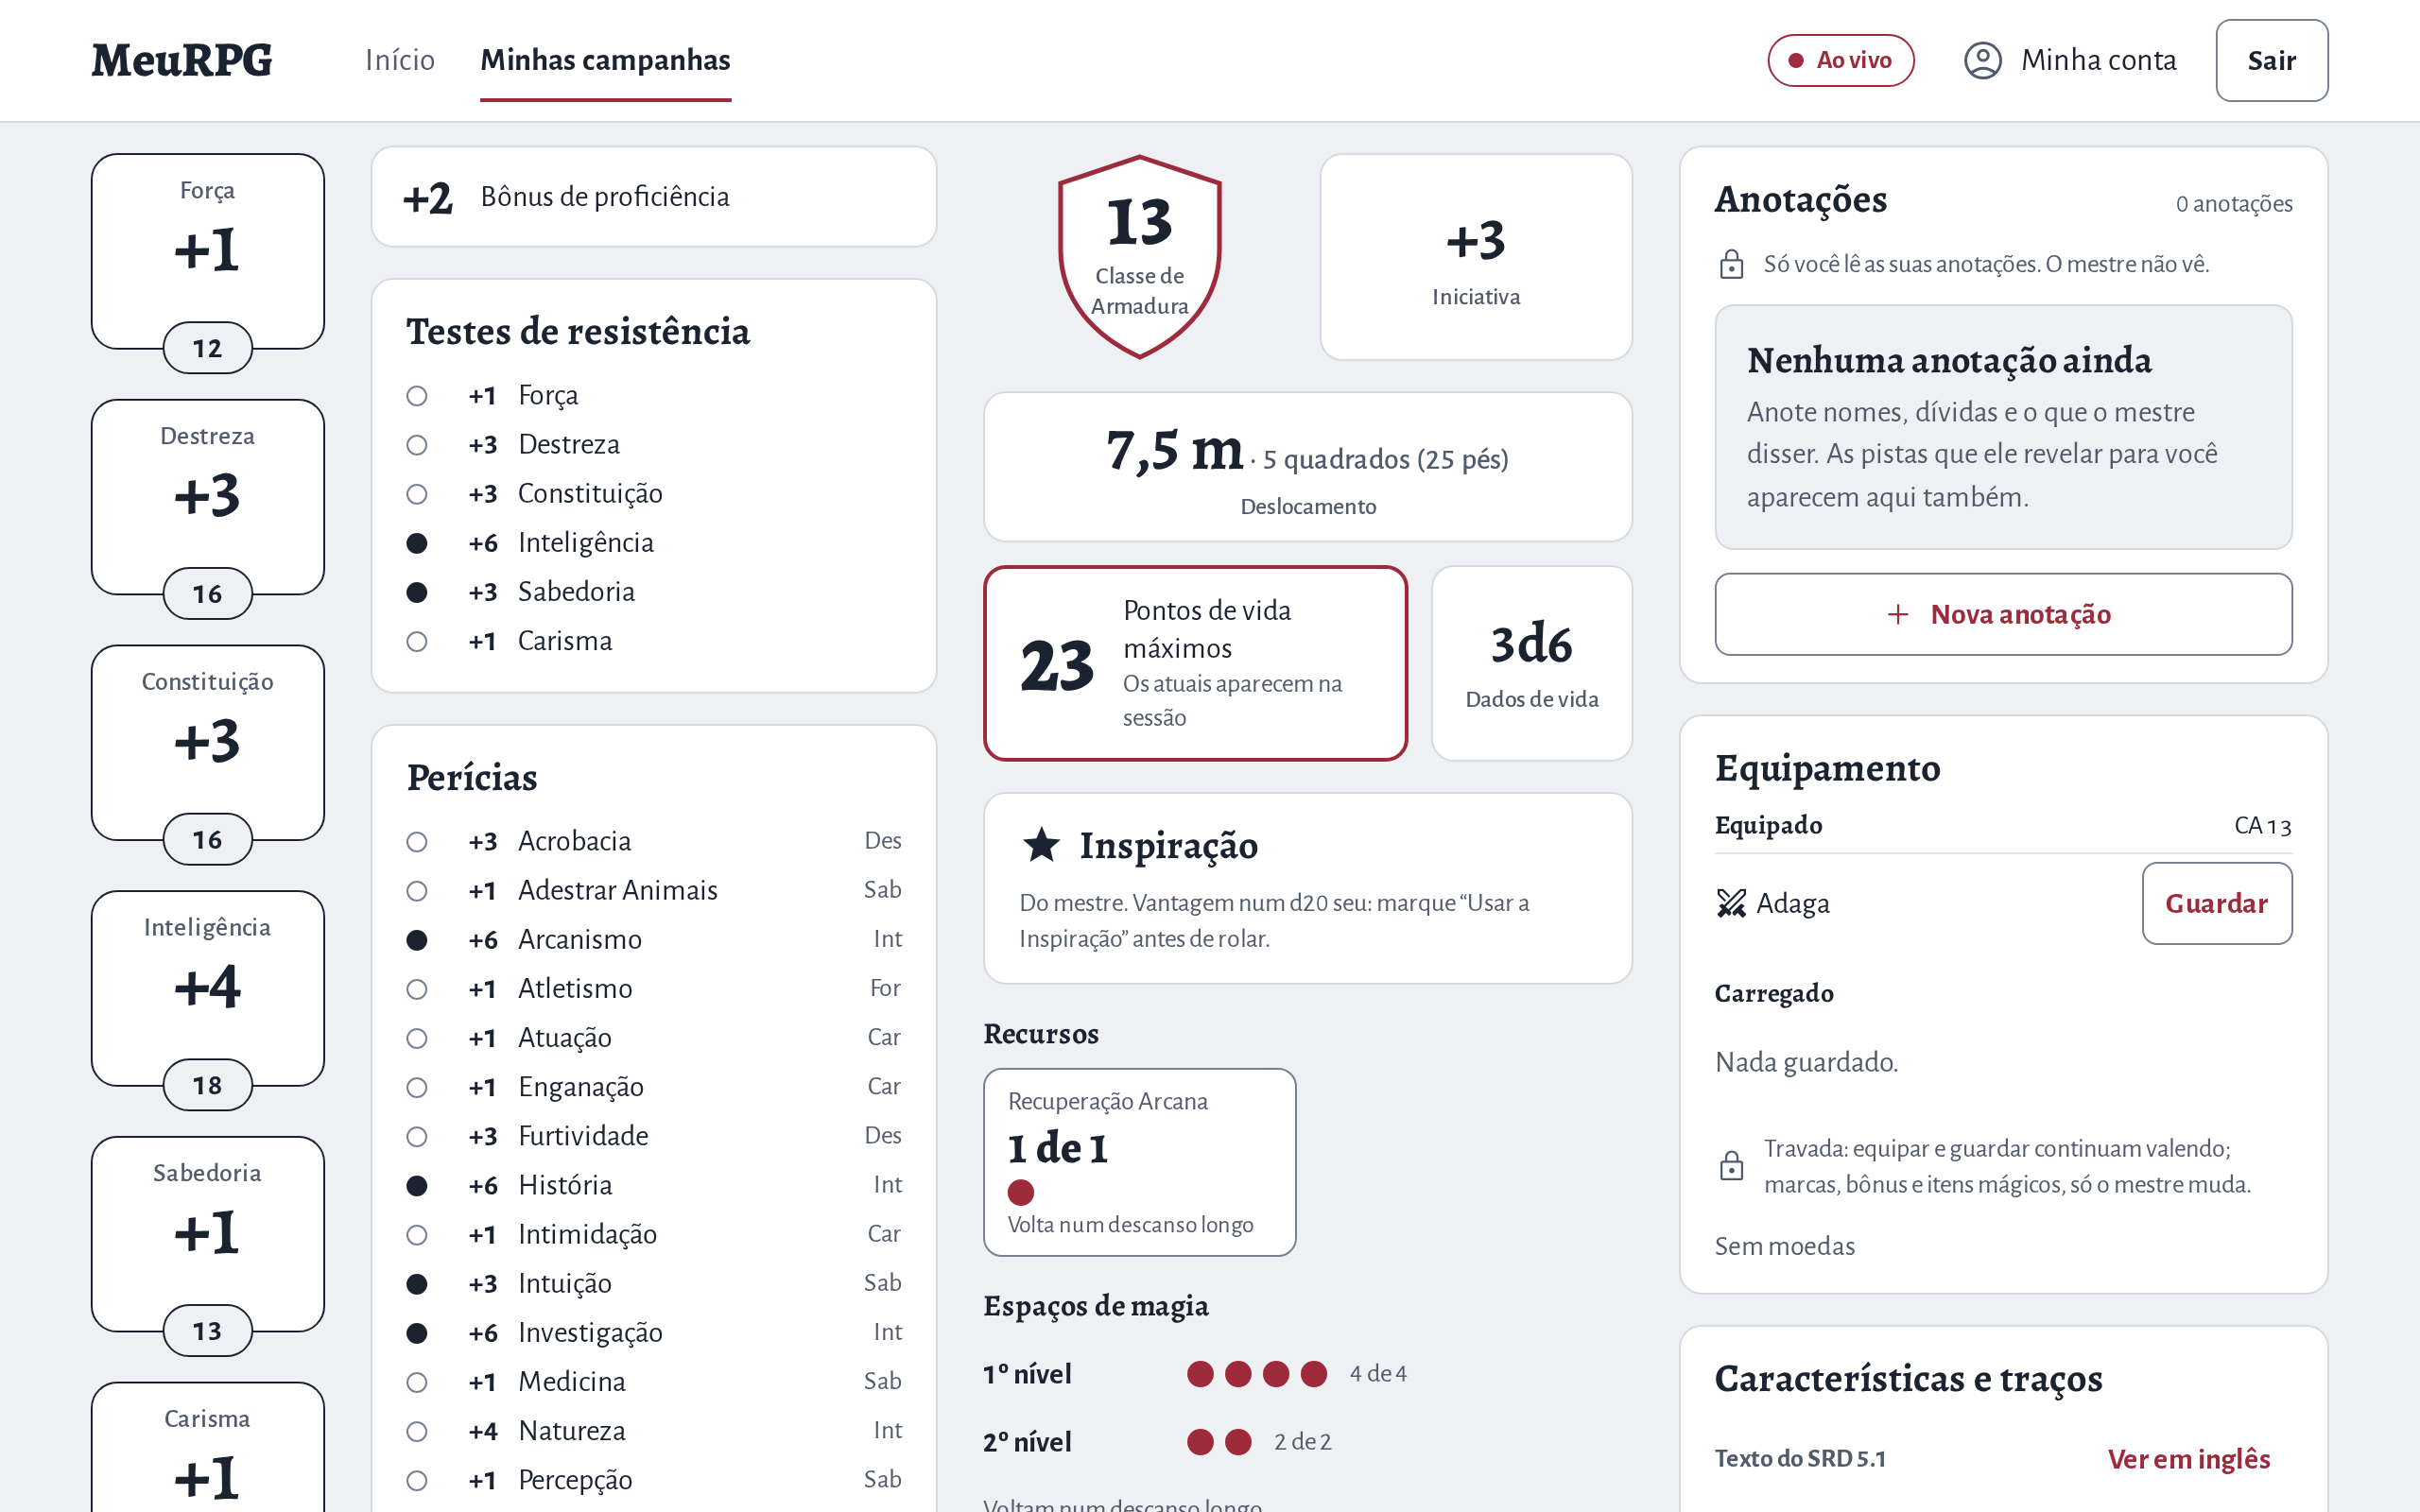 MeuRPG
Início
Minhas campanhas
Ao vivo
Minha conta
Sair
Força
+1
12
Destreza
+3
16
Constituição
+3
16
Inteligência
+4
18
Sabedoria
+1
13
Carisma
+1
+2 Bônus de proficiência
Testes de resistência
+1 Força
+3 Destreza
+3 Constituição
+6 Inteligência
+3 Sabedoria
+1 Carisma
Perícias
+3 Acrobacia Des
+1 Adestrar Animais Sab
+6 Arcanismo Int
+1 Atletismo For
+1 Atuação Car
+1 Enganação Car
+3 Furtividade Des
+6 História Int
+1 Intimidação Car
+3 Intuição Sab
+6 Investigação Int
+1 Medicina Sab
+4 Natureza Int
+1 Percepção Sab
13
Classe de
Armadura
+3
Iniciativa
7,5 m · 5 quadrados (25 pés)
Deslocamento
23
Pontos de vida
máximos
Os atuais aparecem na
sessão
3d6
Dados de vida
Inspiração
Do mestre. Vantagem num d20 seu: marque “Usar a
Inspiração” antes de rolar.
Recursos
Recuperação Arcana
1 de 1
Volta num descanso longo
Espaços de magia
1º nível 4 de 4
2º nível 2 de 2
Voltam num descanso longo
Anotações
0 anotações
Só você lê as suas anotações. O mestre não vê.
Nenhuma anotação ainda
Anote nomes, dívidas e o que o mestre
disser. As pistas que ele revelar para você
aparecem aqui também.
+ Nova anotação
Equipamento
Equipado CA 13
Adaga
Guardar
Carregado
Nada guardado.
Travada: equipar e guardar continuam valendo;
marcas, bônus e itens mágicos, só o mestre muda.
Sem moedas
Características e traços
Texto do SRD 5.1
Ver em inglês